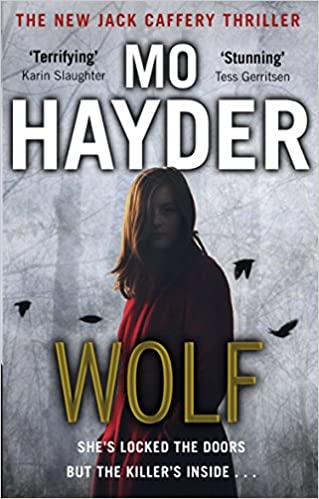 THE NEW JACK CAFFERY THRILLER
‘Terrifying’
Karin Slaughter
‘Stunning’
Tess Gerritsen
MO
HAYDER
WOLF
SHE'S LOCKED THE DOORS
BUT THE KILLER'S INSIDE . . .